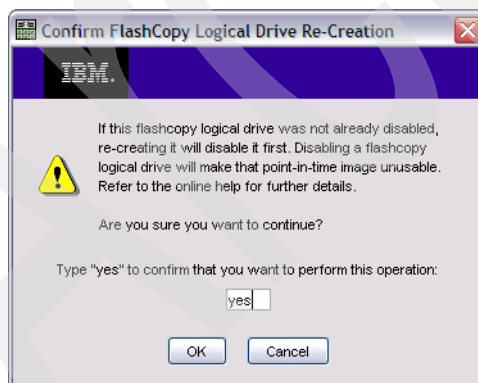 Confirm FlashCopy Logical Drive Re-Creation
IBM.
If this flashcopy logical drive was not already disabled,
re-creating it will disable it first. Disabling a flashcopy
logical drive will make that point-in-time image unusable.
Refer to the online help for further details.
Are you sure you want to continue?
Type "yes" to confirm that you want to perform this operation:
yes
OK
Cancel